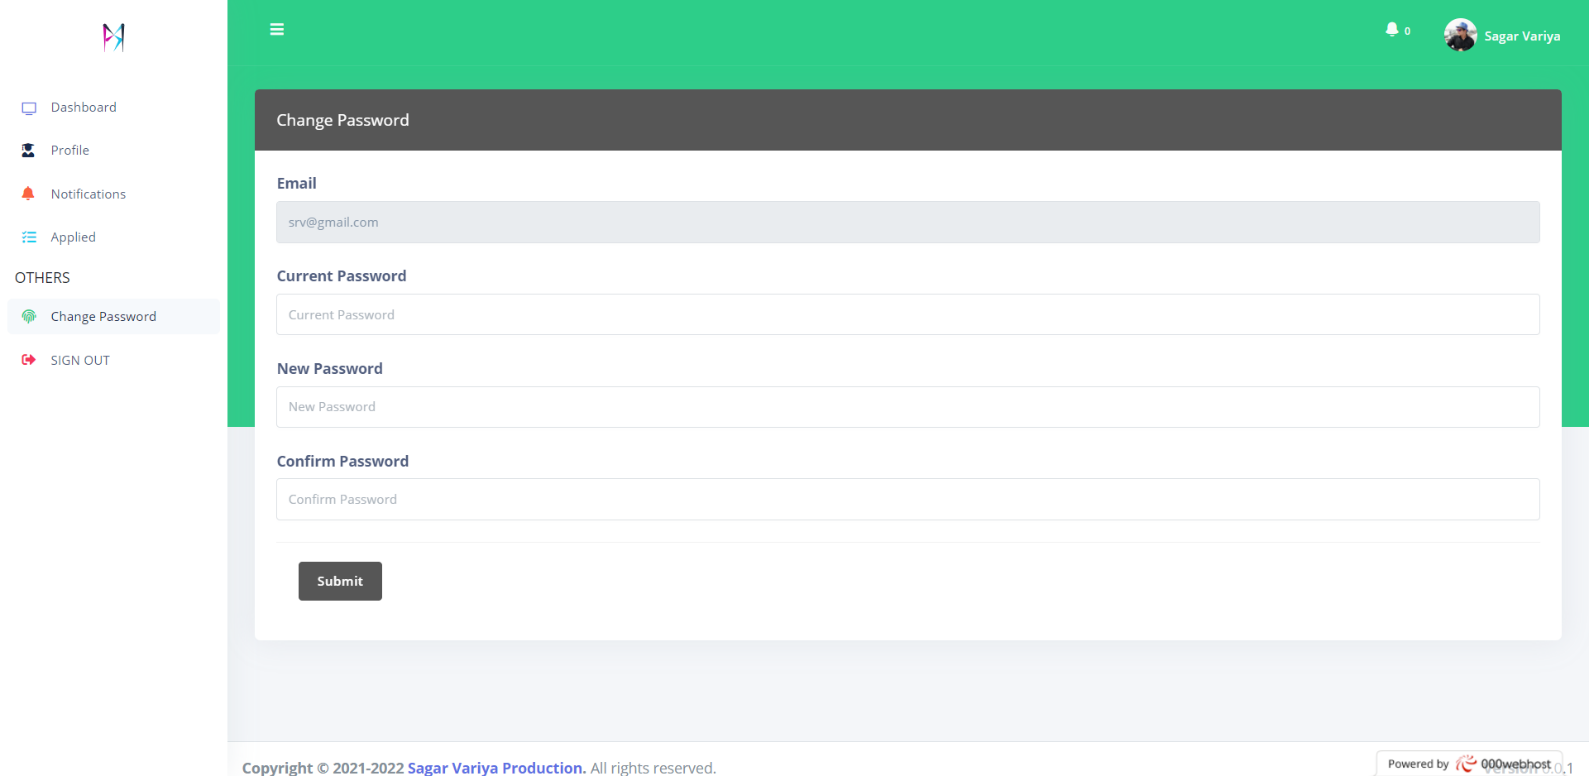 0
Sagar Variya
Dashboard
Profile
Notifications
Applied
OTHERS
Change Password
SIGN OUT
Change Password
Email
srv@gmail.com
Current Password
Current Password
New Password
New Password
Confirm Password
Confirm Password
Submit
Copyright © 2021-2022 Sagar Variya Production. All rights reserved.
Powered by 000webhost
Version 0.0.1